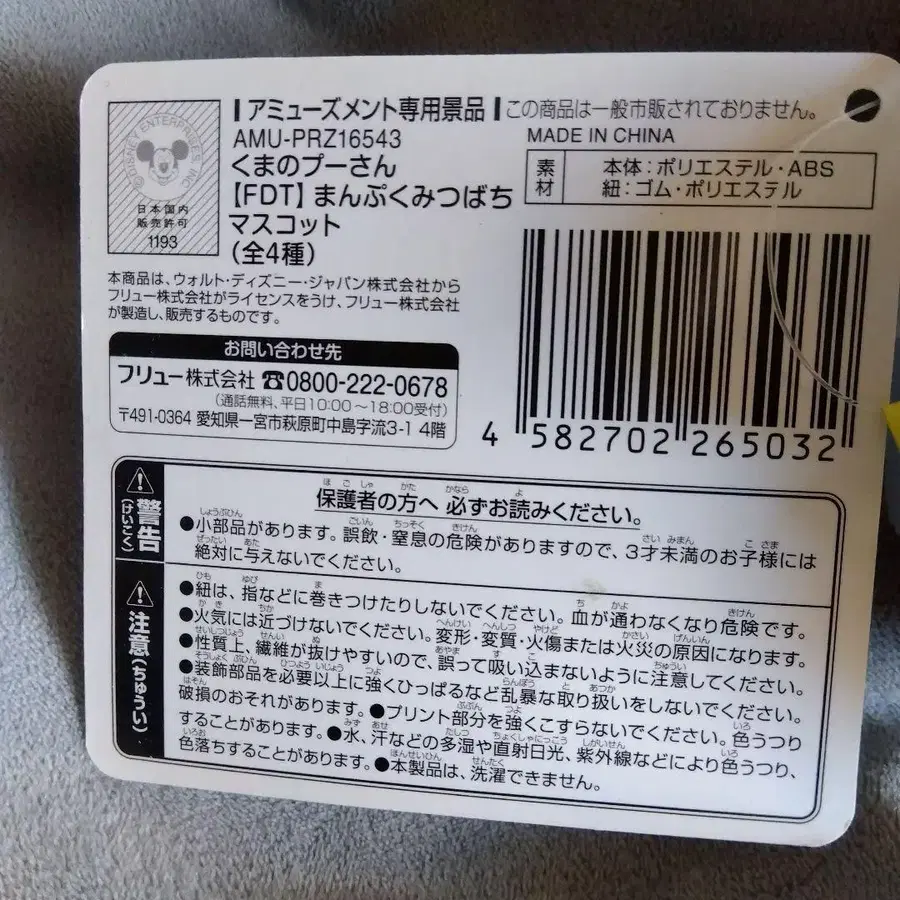 アミューズメント専用景品
この商品は一般市販されておりません。
AMU-PRZ16543
くまのプーさん
【FDT】まんぷくみつばち
マスコット
(全4種)
DISNEY ENTERPRISES, INC.
日本国内
販売許可
1193
MADE IN CHINA
素材
本体:ポリエステル・ABS
紐:ゴム・ポリエステル
本商品は、ウォルト・ディズニー・ジャパン株式会社から
フリュー株式会社がライセンスをうけ、フリュー株式会社
が製造し、販売するものです。
お問い合わせ先
フリュー株式会社 ☎0800-222-0678
(通話無料、平日10:00~18:00受付)
〒491-0364 愛知県一宮市萩原町中島字流3-1 4階
4 582702 265032
⚠警告(けいこく)
保護者の方へ 必ずお読みください。
●小部品があります。誤飲・窒息の危険がありますので、3才未満のお子様には
絶対に与えないでください。
⚠注意(ちゅうい)
●紐は、指などに巻きつけたりしないでください。血が通わなくなり危険です。
●火気には近づけないでください。変形・変質・火傷または火災の原因になります。
●性質上、繊維が抜けやすいので、誤って吸い込まないように注意してください。
●装飾部品を必要以上に強くひっぱるなど乱暴な取り扱いをしないでください。
破損のおそれがあります。●プリント部分を強くこすらないでください。色うつり
することがあります。●水、汗などの多湿や直射日光、紫外線などにより色うつり、
色落ちすることがあります。●本製品は、洗濯できません。